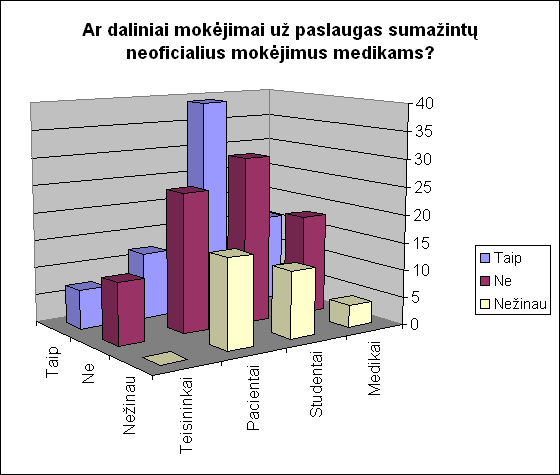 Ar daliniai mokėjimai už paslaugas sumažintų
neoficialius mokėjimus medikams?
40
35
30
25
20
15
10
5
0
Taip
Ne
Nežinau
Taip
Ne
Nežinau
Teisininkai
Pacientai
Studentai
Medikai